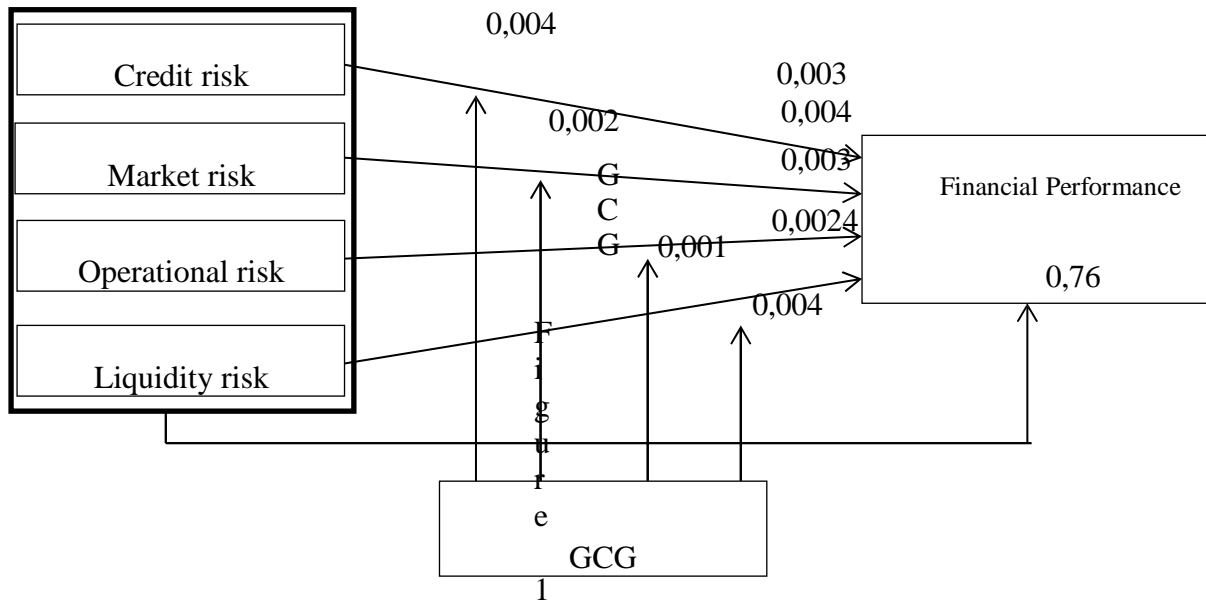 0,004
Credit risk
0,003
0,004
0,002
0,003
Market risk
G
C
G
Financial Performance
0,0024
0,001
Operational risk
0,76
0,004
Liquidity risk
F
i
g
u
r
e
1
GCG